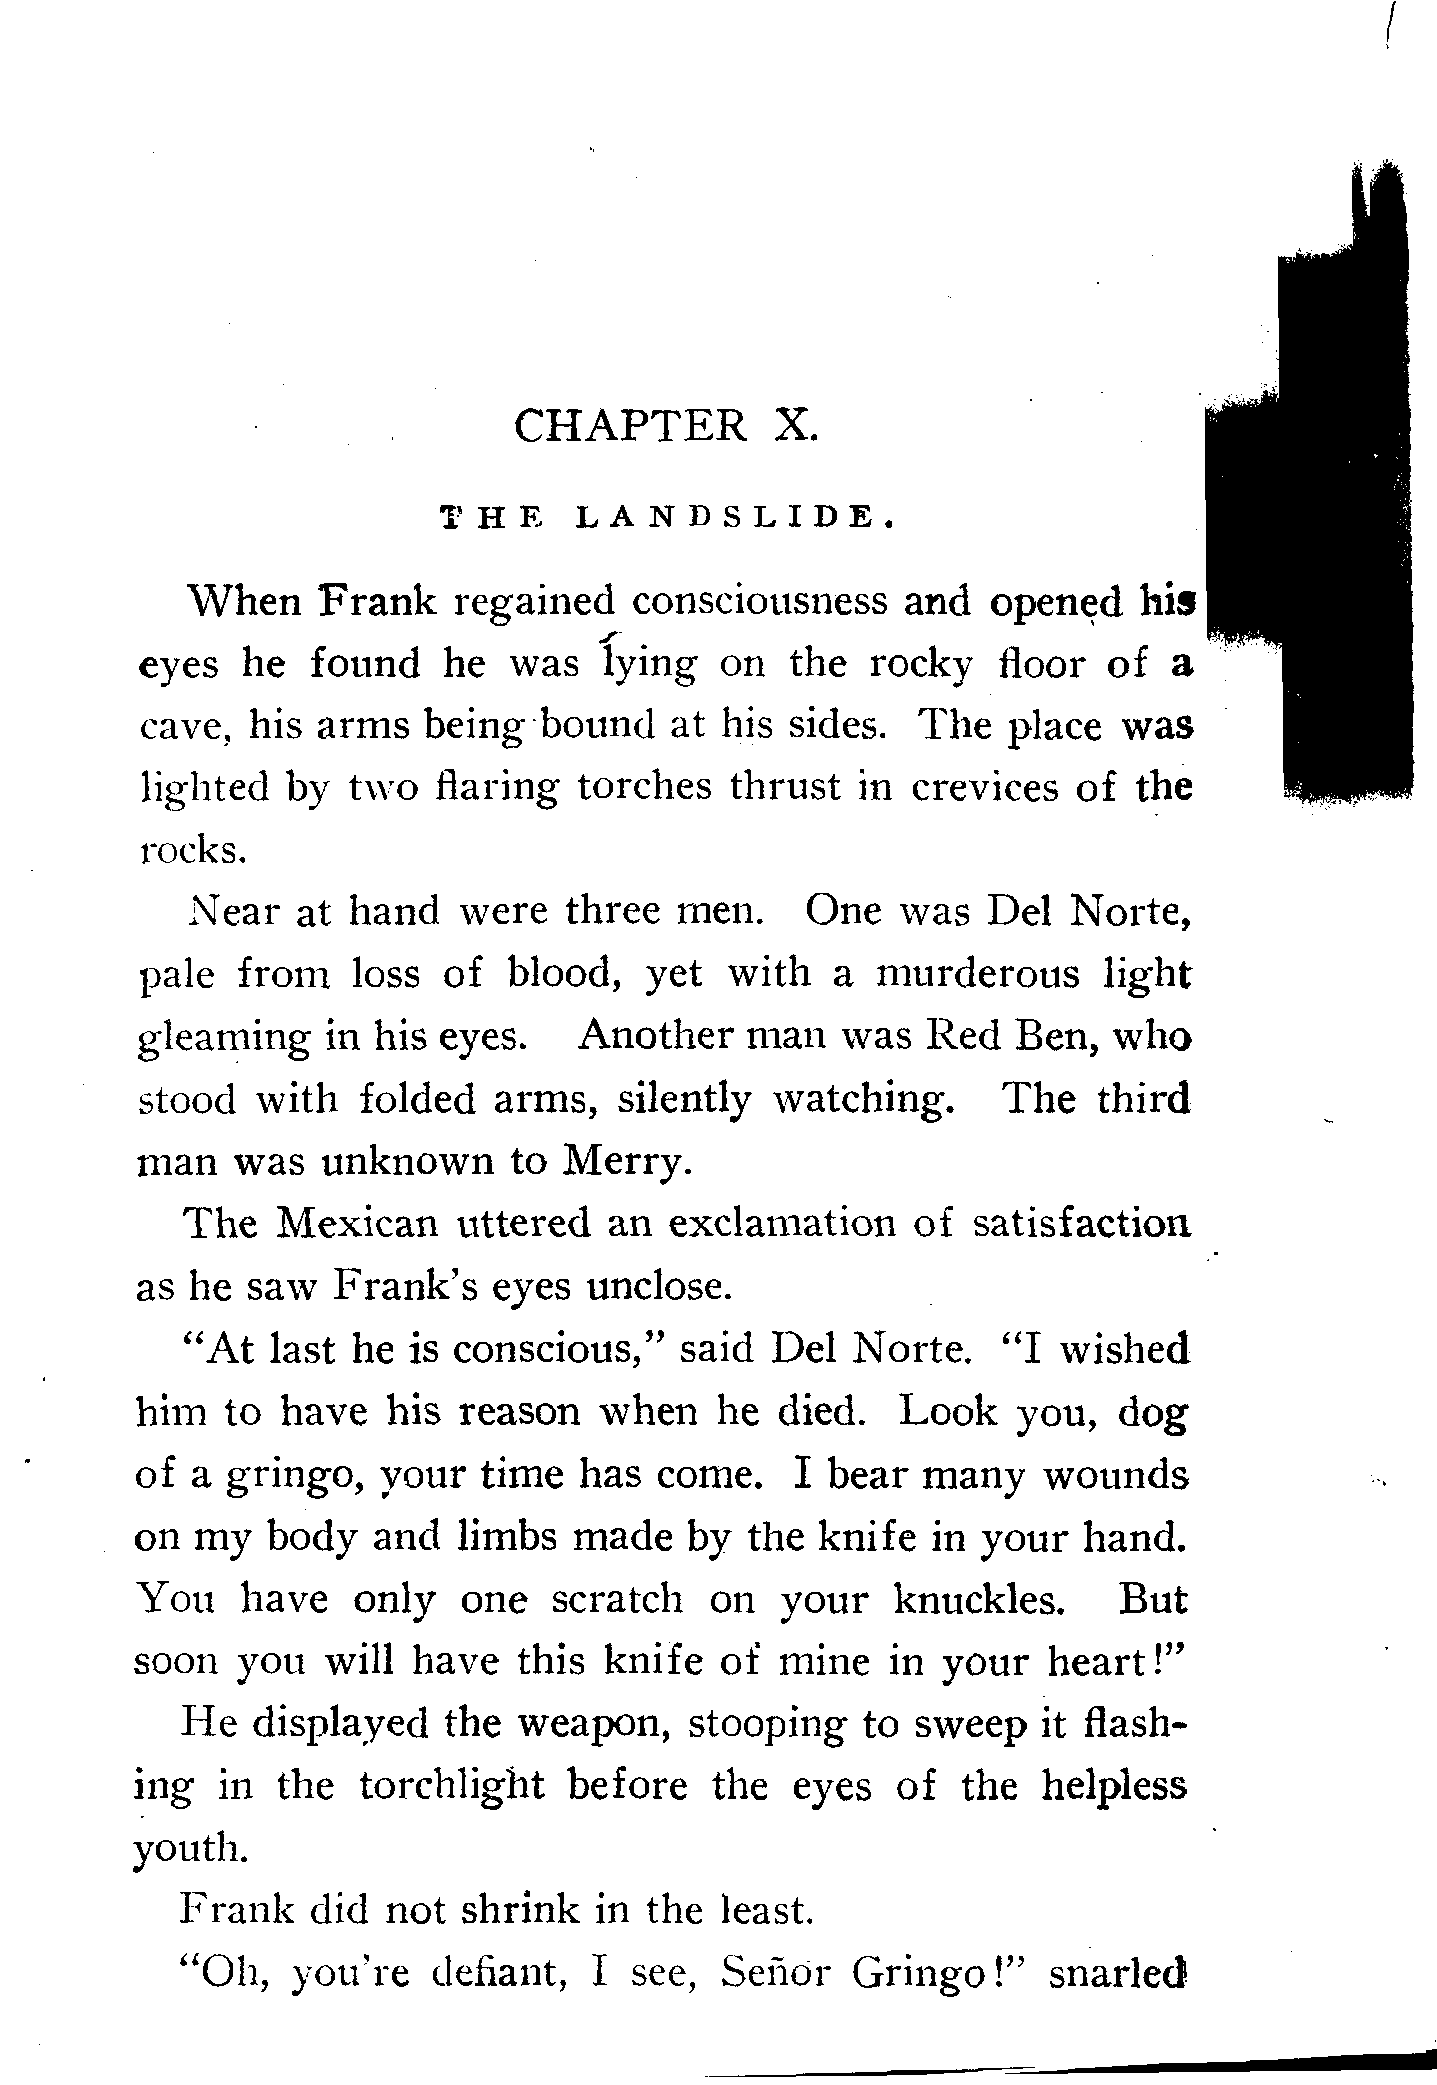 CHAPTER X.
THE LANDSLIDE.
When Frank regained consciousness and opened his
eyes he found he was lying on the rocky floor of a
cave, his arms being bound at his sides. The place was
lighted by two flaring torches thrust in crevices of the
rocks.
Near at hand were three men. One was Del Norte,
pale from loss of blood, yet with a murderous light
gleaming in his eyes. Another man was Red Ben, who
stood with folded arms, silently watching. The third
man was unknown to Merry.
The Mexican uttered an exclamation of satisfaction
as he saw Frank's eyes unclose.
"At last he is conscious," said Del Norte. "I wished
him to have his reason when he died. Look you, dog
of a gringo, your time has come. I bear many wounds
on my body and limbs made by the knife in your hand.
You have only one scratch on your knuckles. But
soon you will have this knife of mine in your heart!"
He displayed the weapon, stooping to sweep it flash-
ing in the torchlight before the eyes of the helpless
youth.
Frank did not shrink in the least.
"Oh, you're defiant, I see, Señor Gringo!" snarled